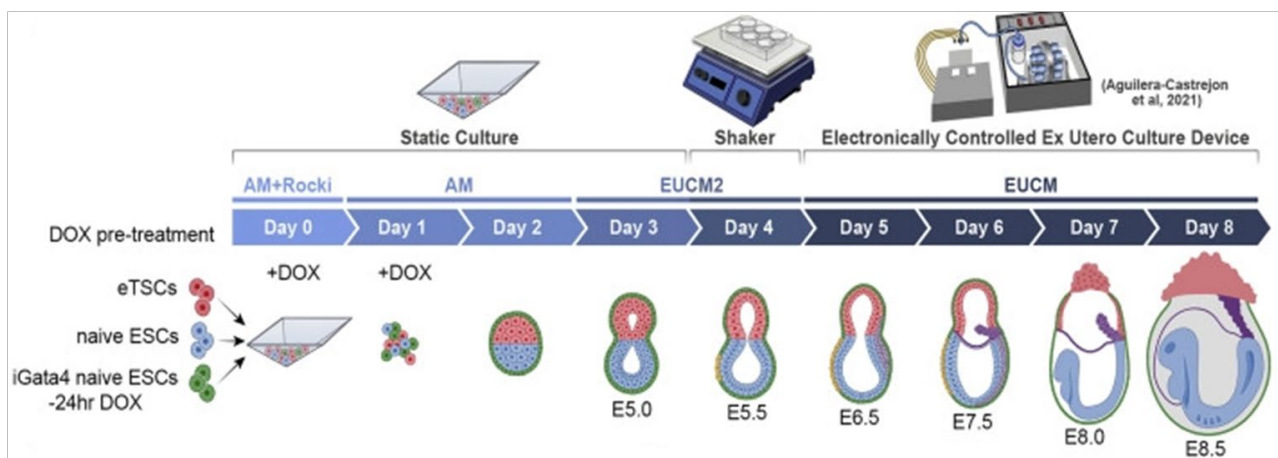 (Aguilera-Castrejon
et al, 2021)
Static Culture
Shaker
Electronically Controlled Ex Utero Culture Device
AM+Rocki
AM
EUCM2
EUCM
DOX pre-treatment
Day 0
Day 1
Day 2
Day 3
Day 4
Day 5
Day 6
Day 7
Day 8
+DOX
+DOX
eTSCs
naive ESCs
iGata4 naive ESCs
-24hr DOX
E5.0
E5.5
E6.5
E7.5
E8.0
E8.5